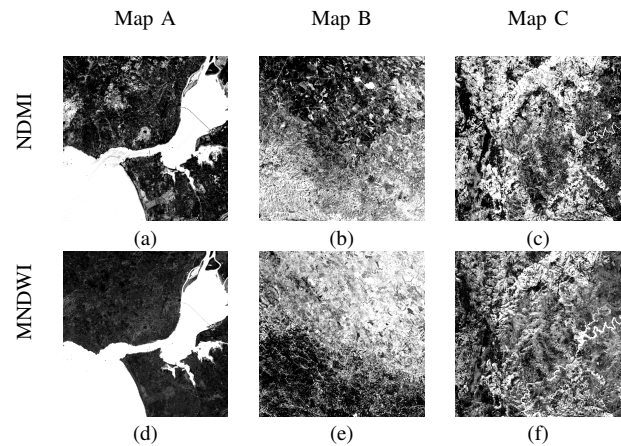 Map A Map B Map C
NDMI
(a) (b) (c)
MNDWI
(d) (e) (f)